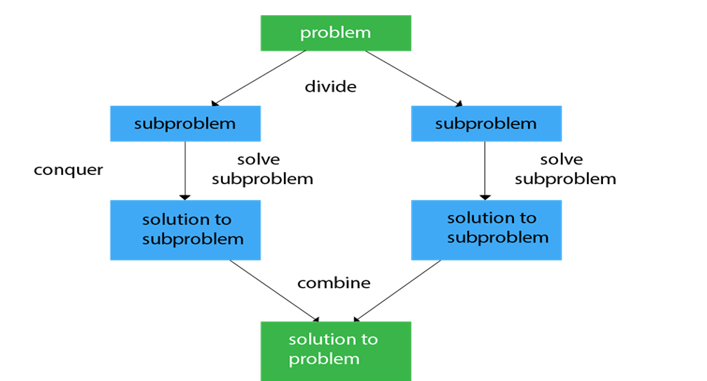 problem
divide
subproblem
subproblem
conquer
solve
subproblem
solve
subproblem
solution to
subproblem
solution to
subproblem
combine
solution to
problem